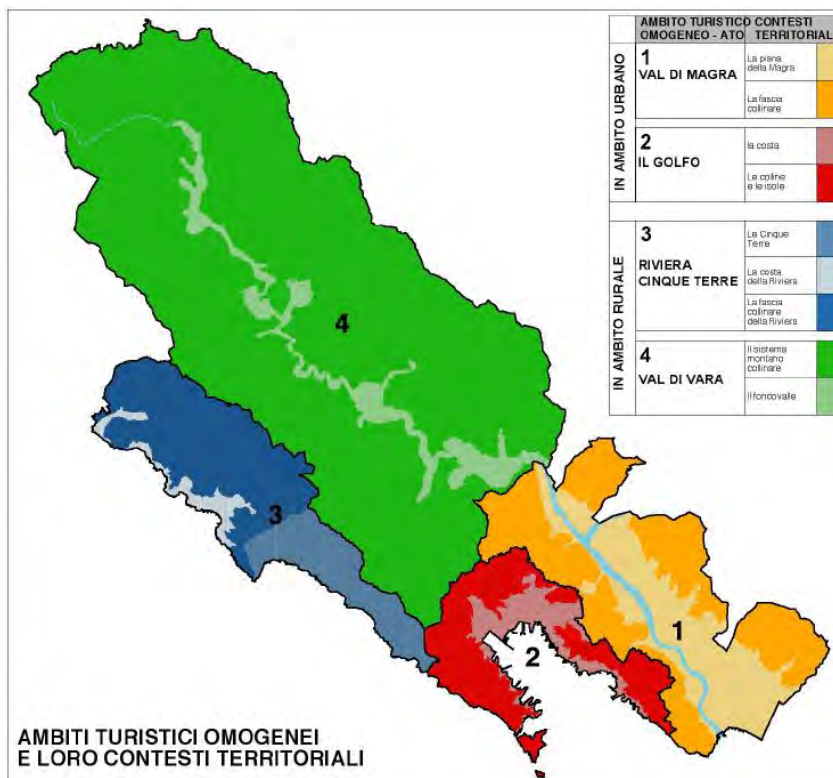 AMBITO TURISTICO CONTESTI
OMOGENEO - ATO TERRITORIAL
IN AMBITO URBANO
1
VAL DI MAGRA
La piana
della Magra
La fascia
collinare
2
IL GOLFO
la costa
Le colline
e le isole
IN AMBITO RURALE
3
RIVIERA
CINQUE TERRE
Le Cinque
Terre
La costa
della Riviera
La fascia
collinare
della Riviera
4
VAL DI VARA
Il sistema
montano
collinare
Il fondovalle
4
3
2
1
AMBITI TURISTICI OMOGENEI
E LORO CONTESTI TERRITORIALI